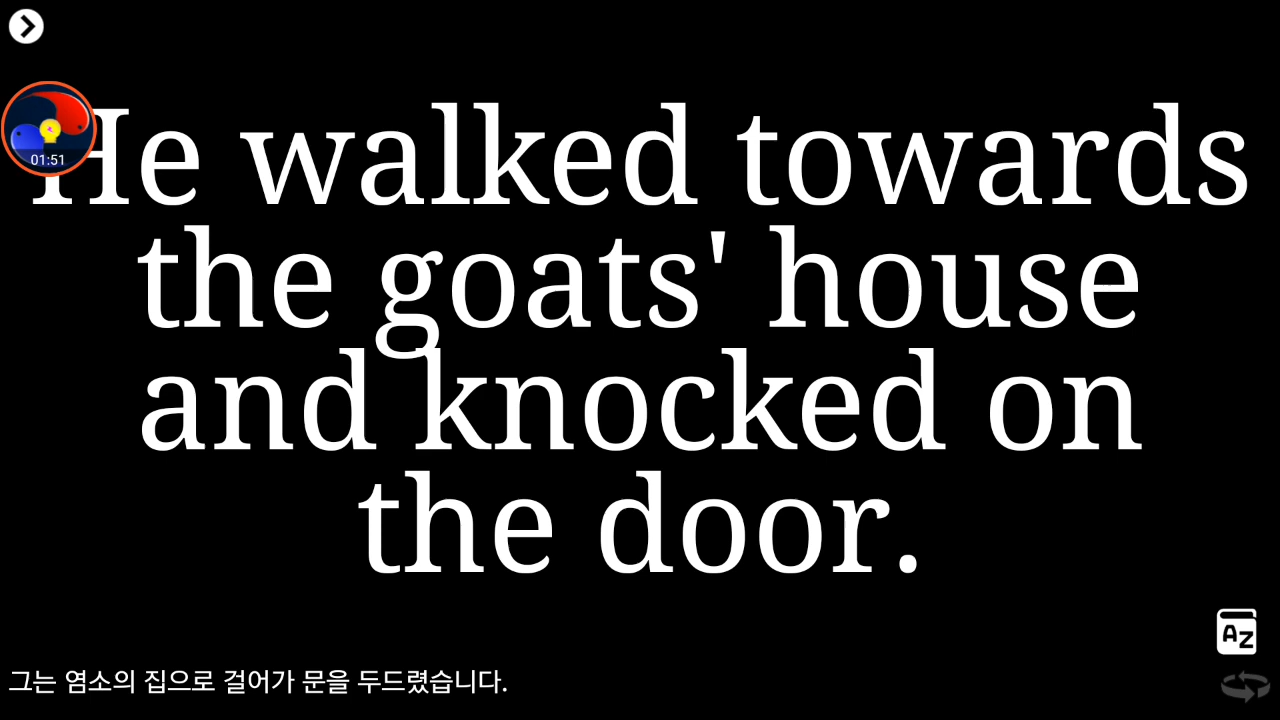 He walked towards
the goats' house
and knocked on
the door.
01:51
AZ
그는 염소의 집으로 걸어가 문을 두드렸습니다.